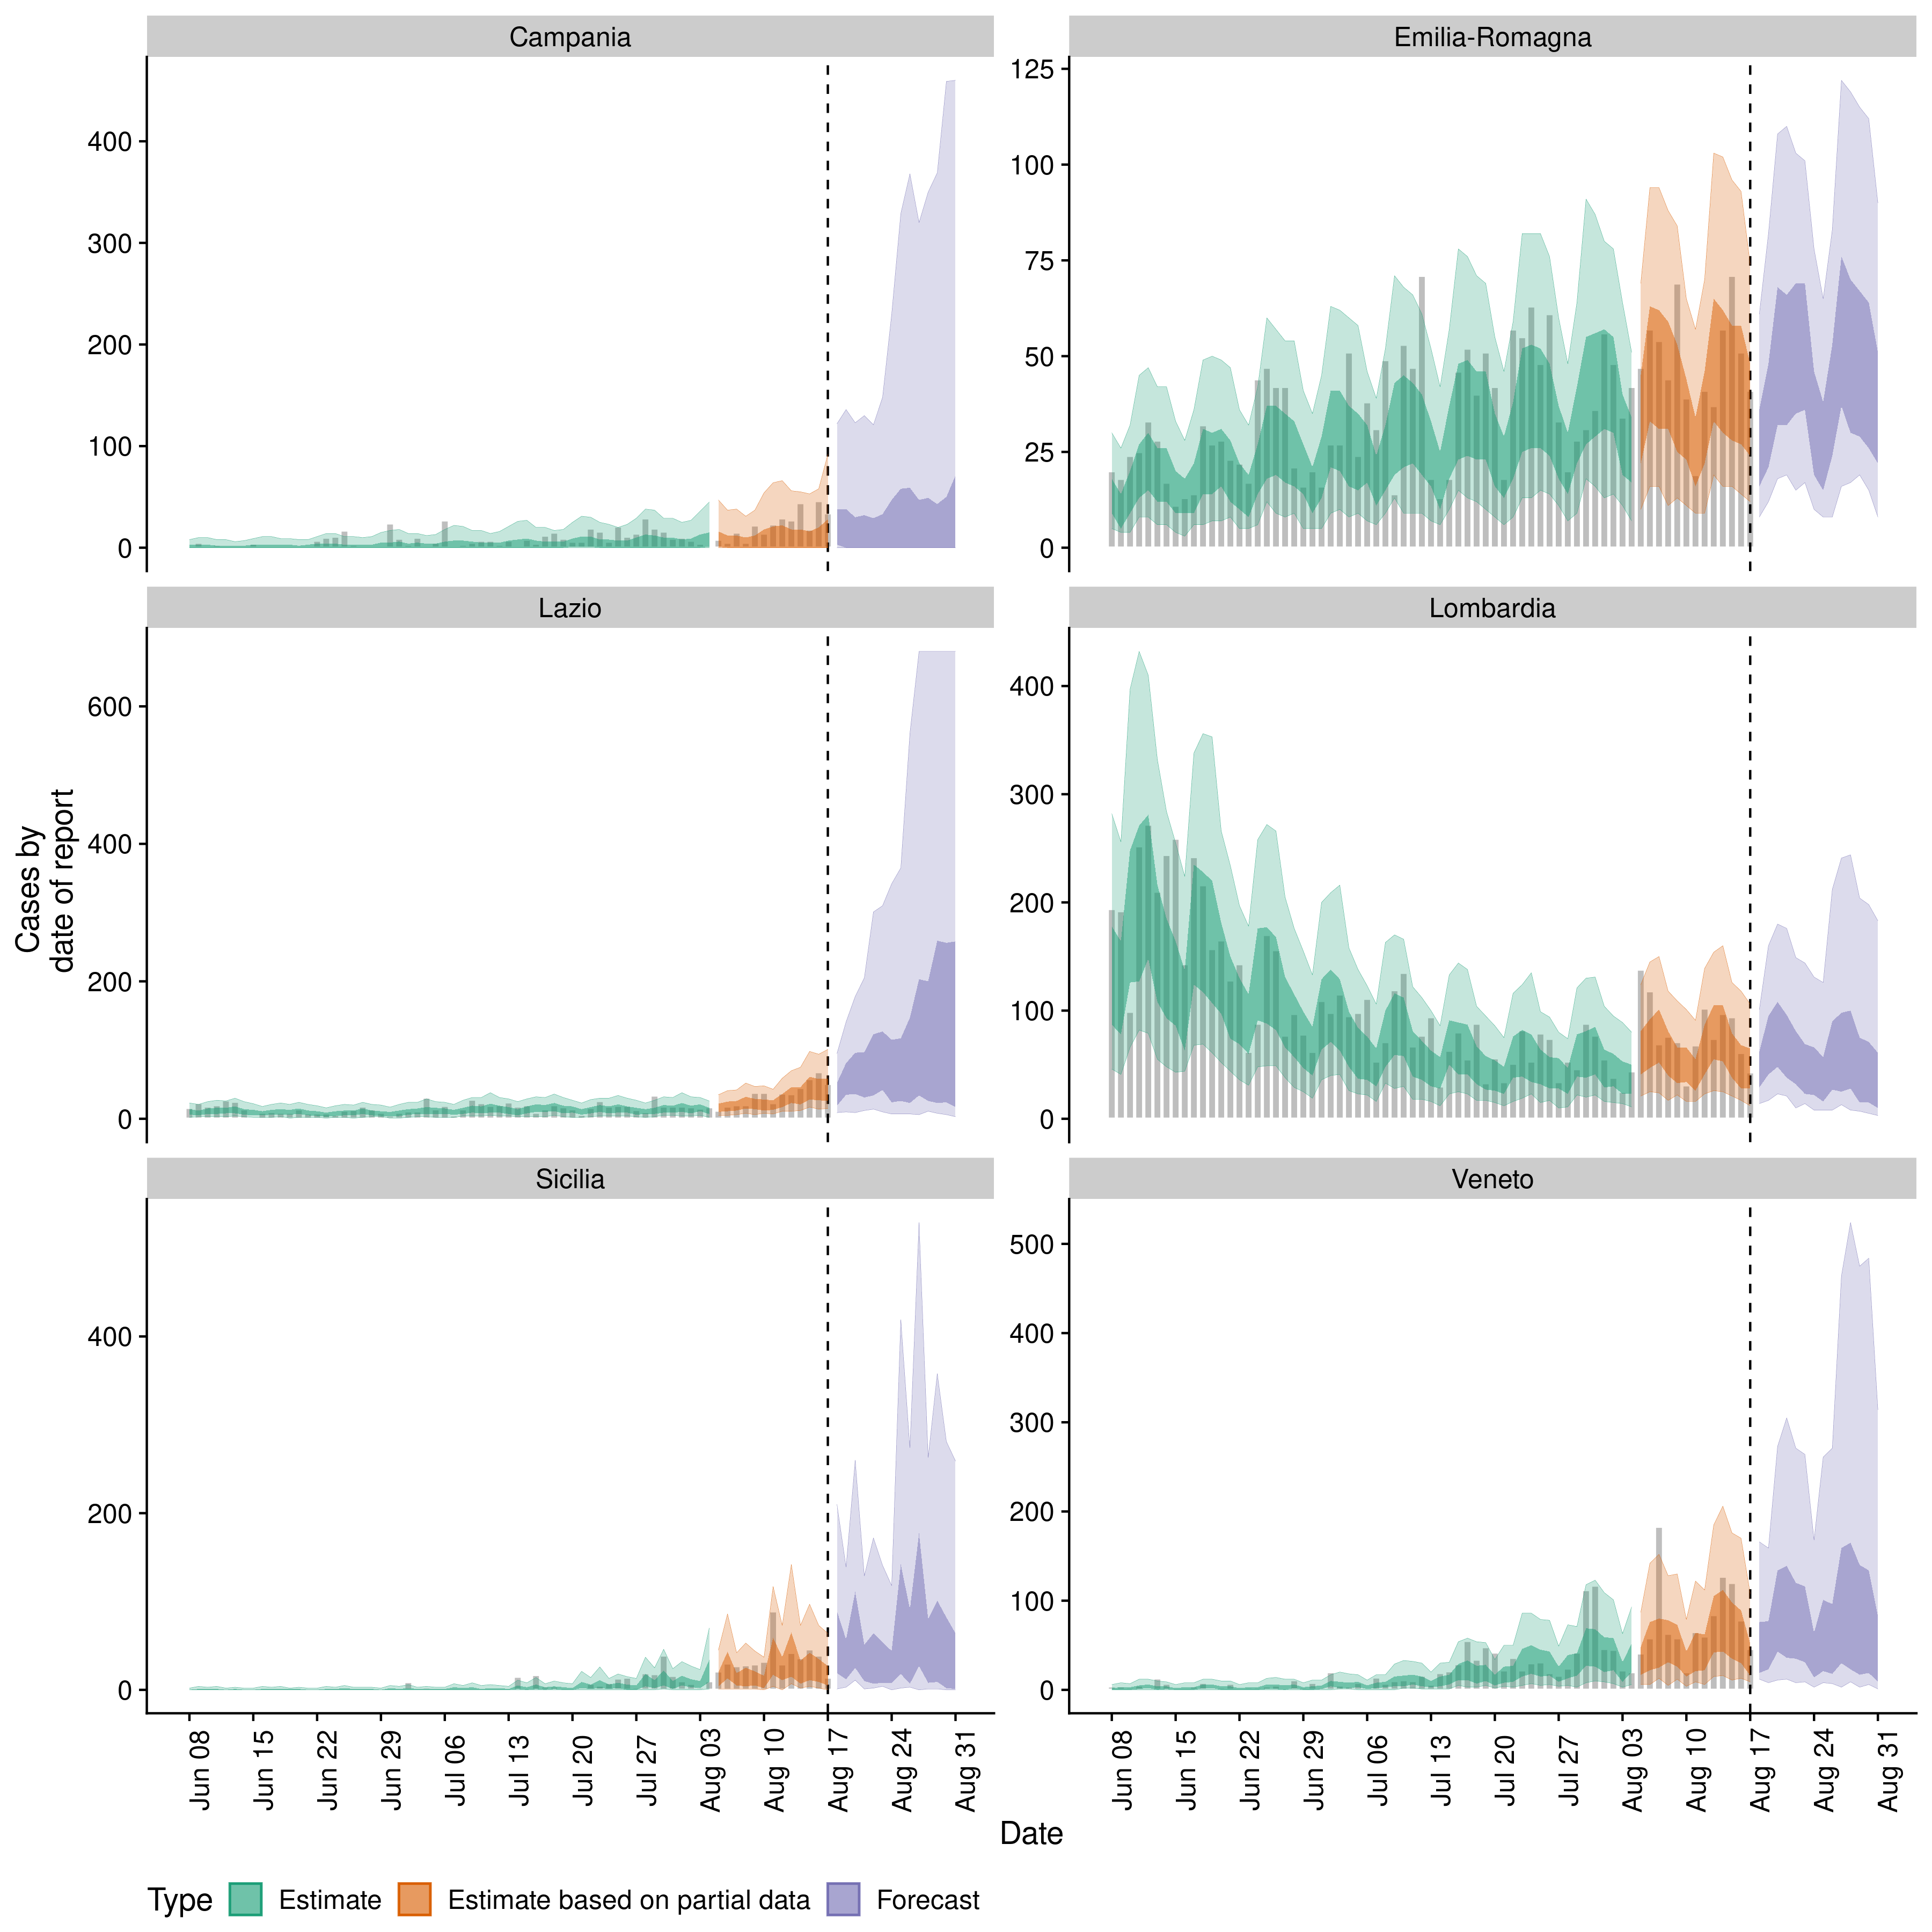 Campania
Emilia-Romagna
400
300
200
100
0
125
100
75
50
25
0
Lazio
Lombardia
600
400
200
0
400
300
200
100
0
Sicilia
Veneto
400
200
0
500
400
300
200
100
0
Cases by
date of report
Jun 08
Jun 15
Jun 22
Jun 29
Jul 06
Jul 13
Jul 20
Jul 27
Aug 03
Aug 10
Aug 17
Aug 24
Aug 31
Jun 08
Jun 15
Jun 22
Jun 29
Jul 06
Jul 13
Jul 20
Jul 27
Aug 03
Aug 10
Aug 17
Aug 24
Aug 31
Date
Type Estimate Estimate based on partial data Forecast